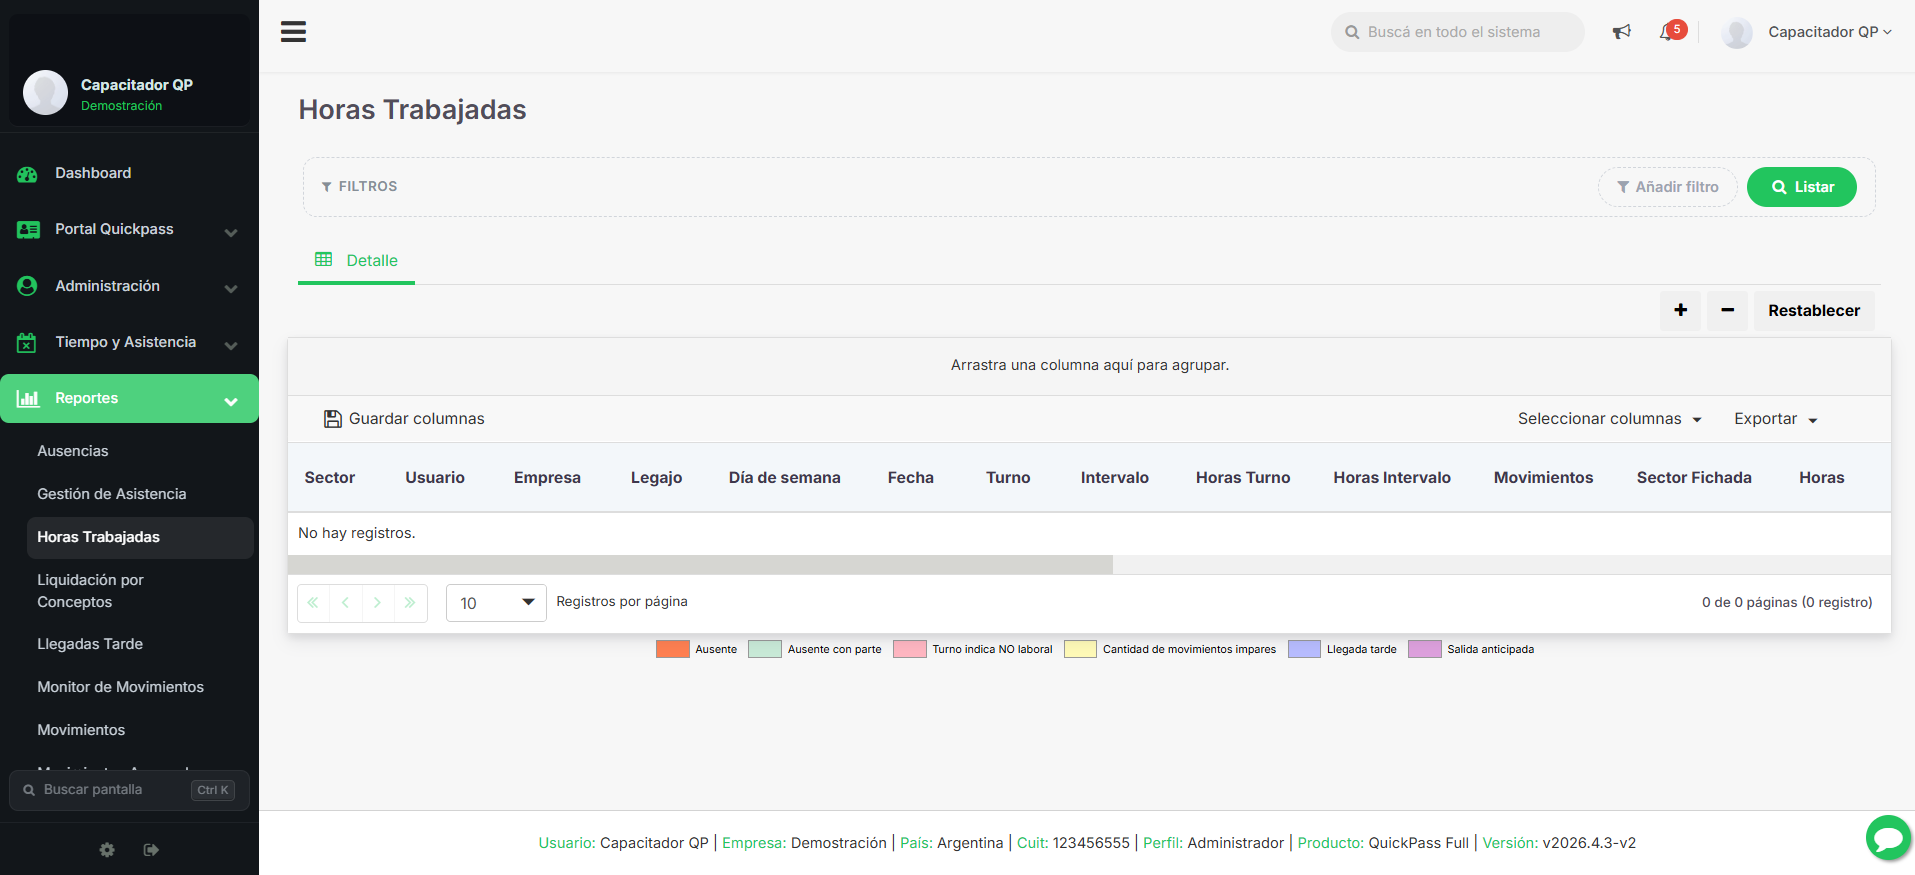 Capacitador QP
Demostración
Dashboard
Portal Quickpass
Administración
Tiempo y Asistencia
Reportes
Ausencias
Gestión de Asistencia
Horas Trabajadas
Liquidación por
Conceptos
Llegadas Tarde
Monitor de Movimientos
Movimientos
Buscar pantalla Ctrl K
Buscá en todo el sistema
5
Capacitador QP
Horas Trabajadas
FILTROS
Añadir filtro
Listar
Detalle
+ − Restablecer
Arrastra una columna aquí para agrupar.
Guardar columnas
Seleccionar columnas
Exportar
Sector Usuario Empresa Legajo Día de semana Fecha Turno Intervalo Horas Turno Horas Intervalo Movimientos Sector Fichada Horas
No hay registros.
10 Registros por página
0 de 0 páginas (0 registro)
Ausente Ausente con parte Turno indica NO laboral Cantidad de movimientos impares Llegada tarde Salida anticipada
Usuario: Capacitador QP | Empresa: Demostración | País: Argentina | Cuit: 123456555 | Perfil: Administrador | Producto: QuickPass Full | Versión: v2026.4.3-v2